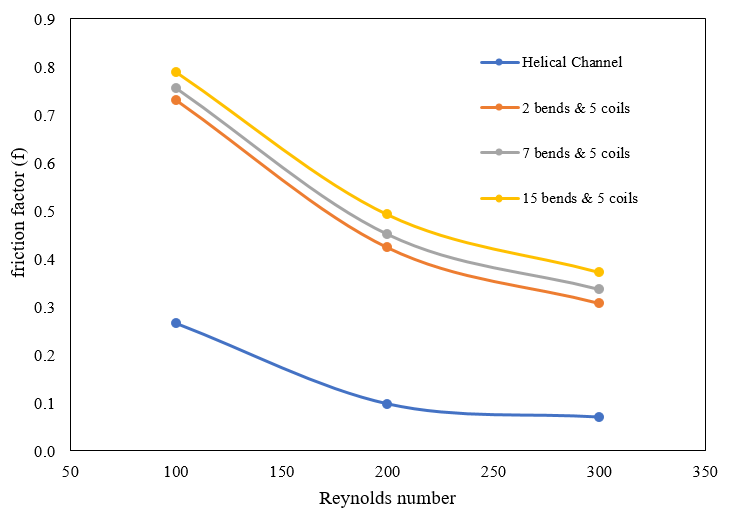 0.9
0.8
0.7
0.6
0.5
0.4
0.3
0.2
0.1
0.0
friction factor (f)
Helical Channel
2 bends & 5 coils
7 bends & 5 coils
15 bends & 5 coils
50 100 150 200 250 300 350
Reynolds number